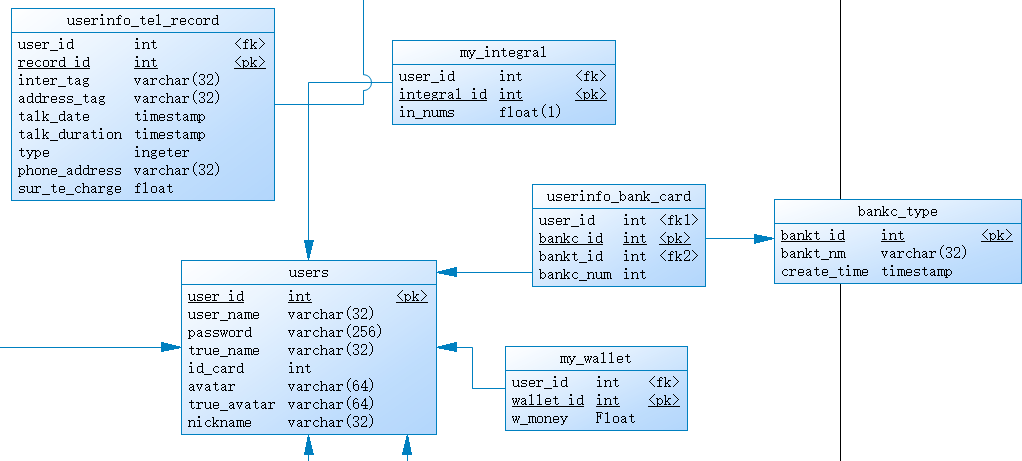 userinfo_tel_record
user_id int <fk>
record_id int <pk>
inter_tag varchar(32)
address_tag varchar(32)
talk_date timestamp
talk_duration timestamp
type ingeter
phone_address varchar(32)
sur_te_charge float
my_integral
user_id int <fk>
integral_id int <pk>
in_nums float(1)
userinfo_bank_card
user_id int <fk1>
bankc_id int <pk>
bankt_id int <fk2>
bankc_num int
bankc_type
bankt_id int <pk>
bankt_nm varchar(32)
create_time timestamp
users
user_id int <pk>
user_name varchar(32)
password varchar(256)
true_name varchar(32)
id_card int
avatar varchar(64)
true_avatar varchar(64)
nickname varchar(32)
my_wallet
user_id int <fk>
wallet_id int <pk>
w_money Float